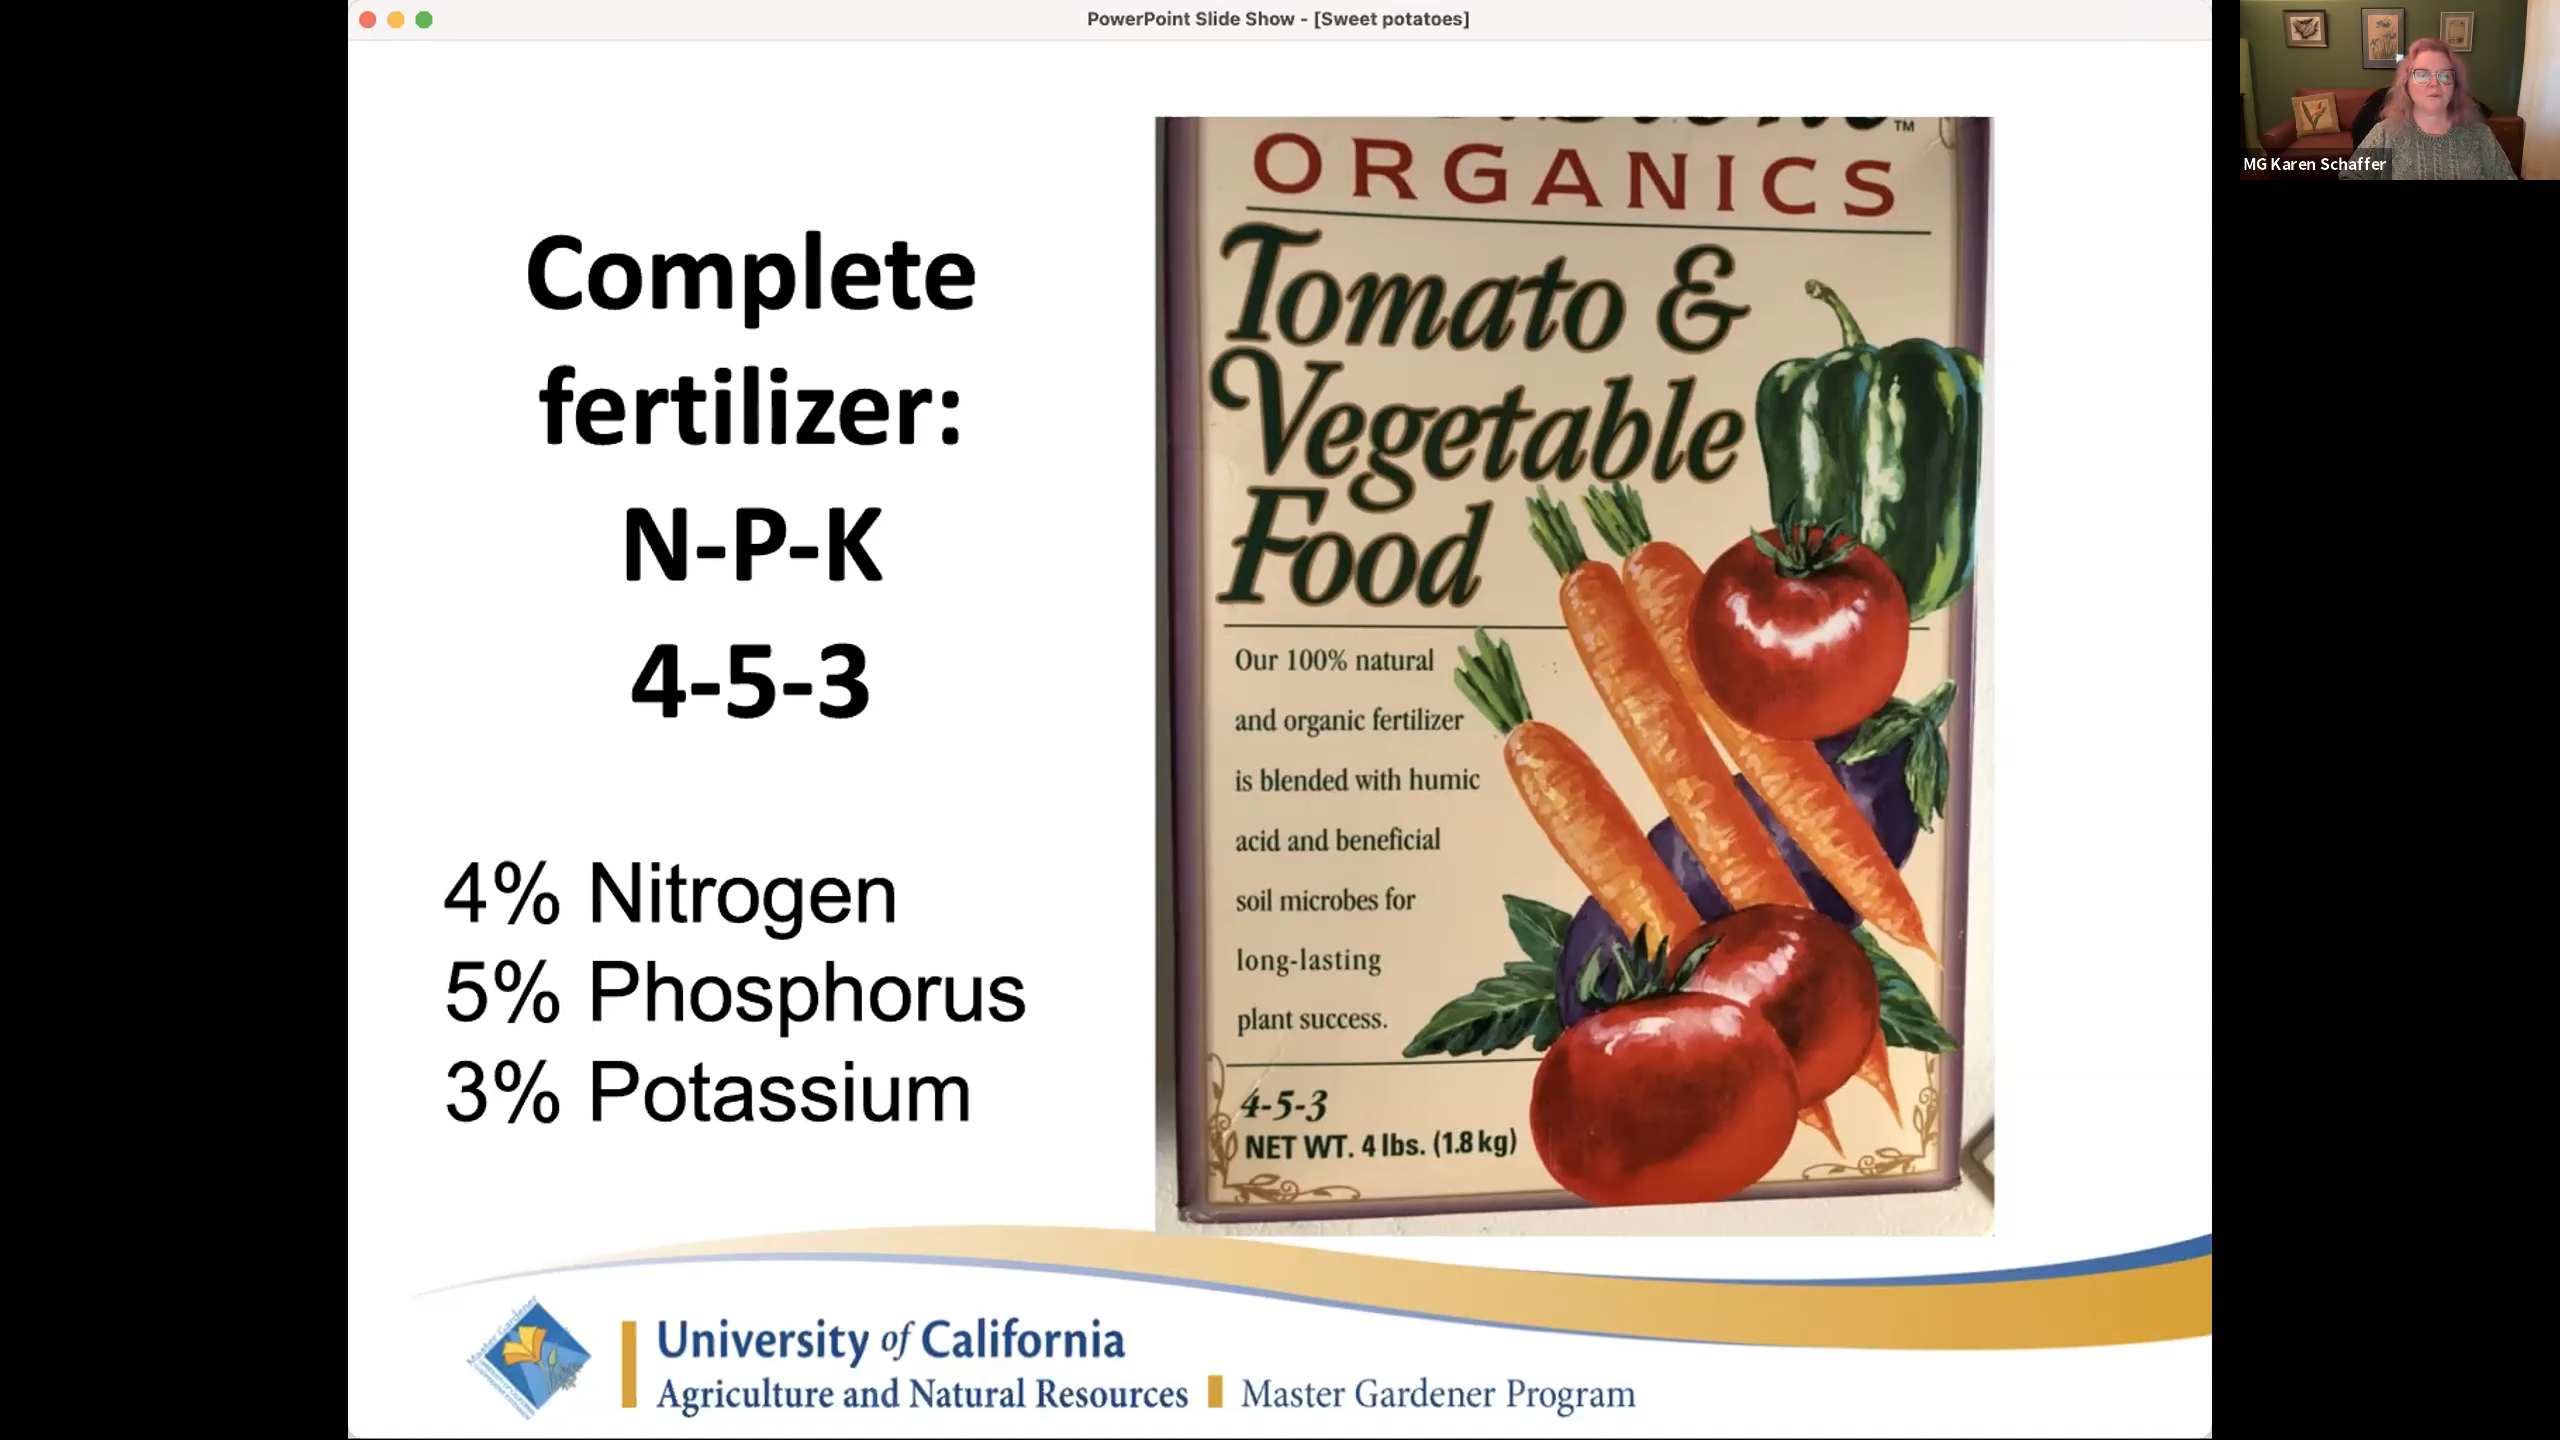 PowerPoint Slide Show - [Sweet potatoes]
MG Karen Schaffer
Complete
fertilizer:
N-P-K
4-5-3
4% Nitrogen
5% Phosphorus
3% Potassium
TM
ORGANICS
Tomato &
Vegetable
Food
Our 100% natural
and organic fertilizer
is blended with humic
acid and beneficial
soil microbes for
long-lasting
plant success.
4-5-3
NET WT. 4 lbs. (1.8 kg)
Master Gardener
University of California
Agriculture and Natural Resources Master Gardener Program